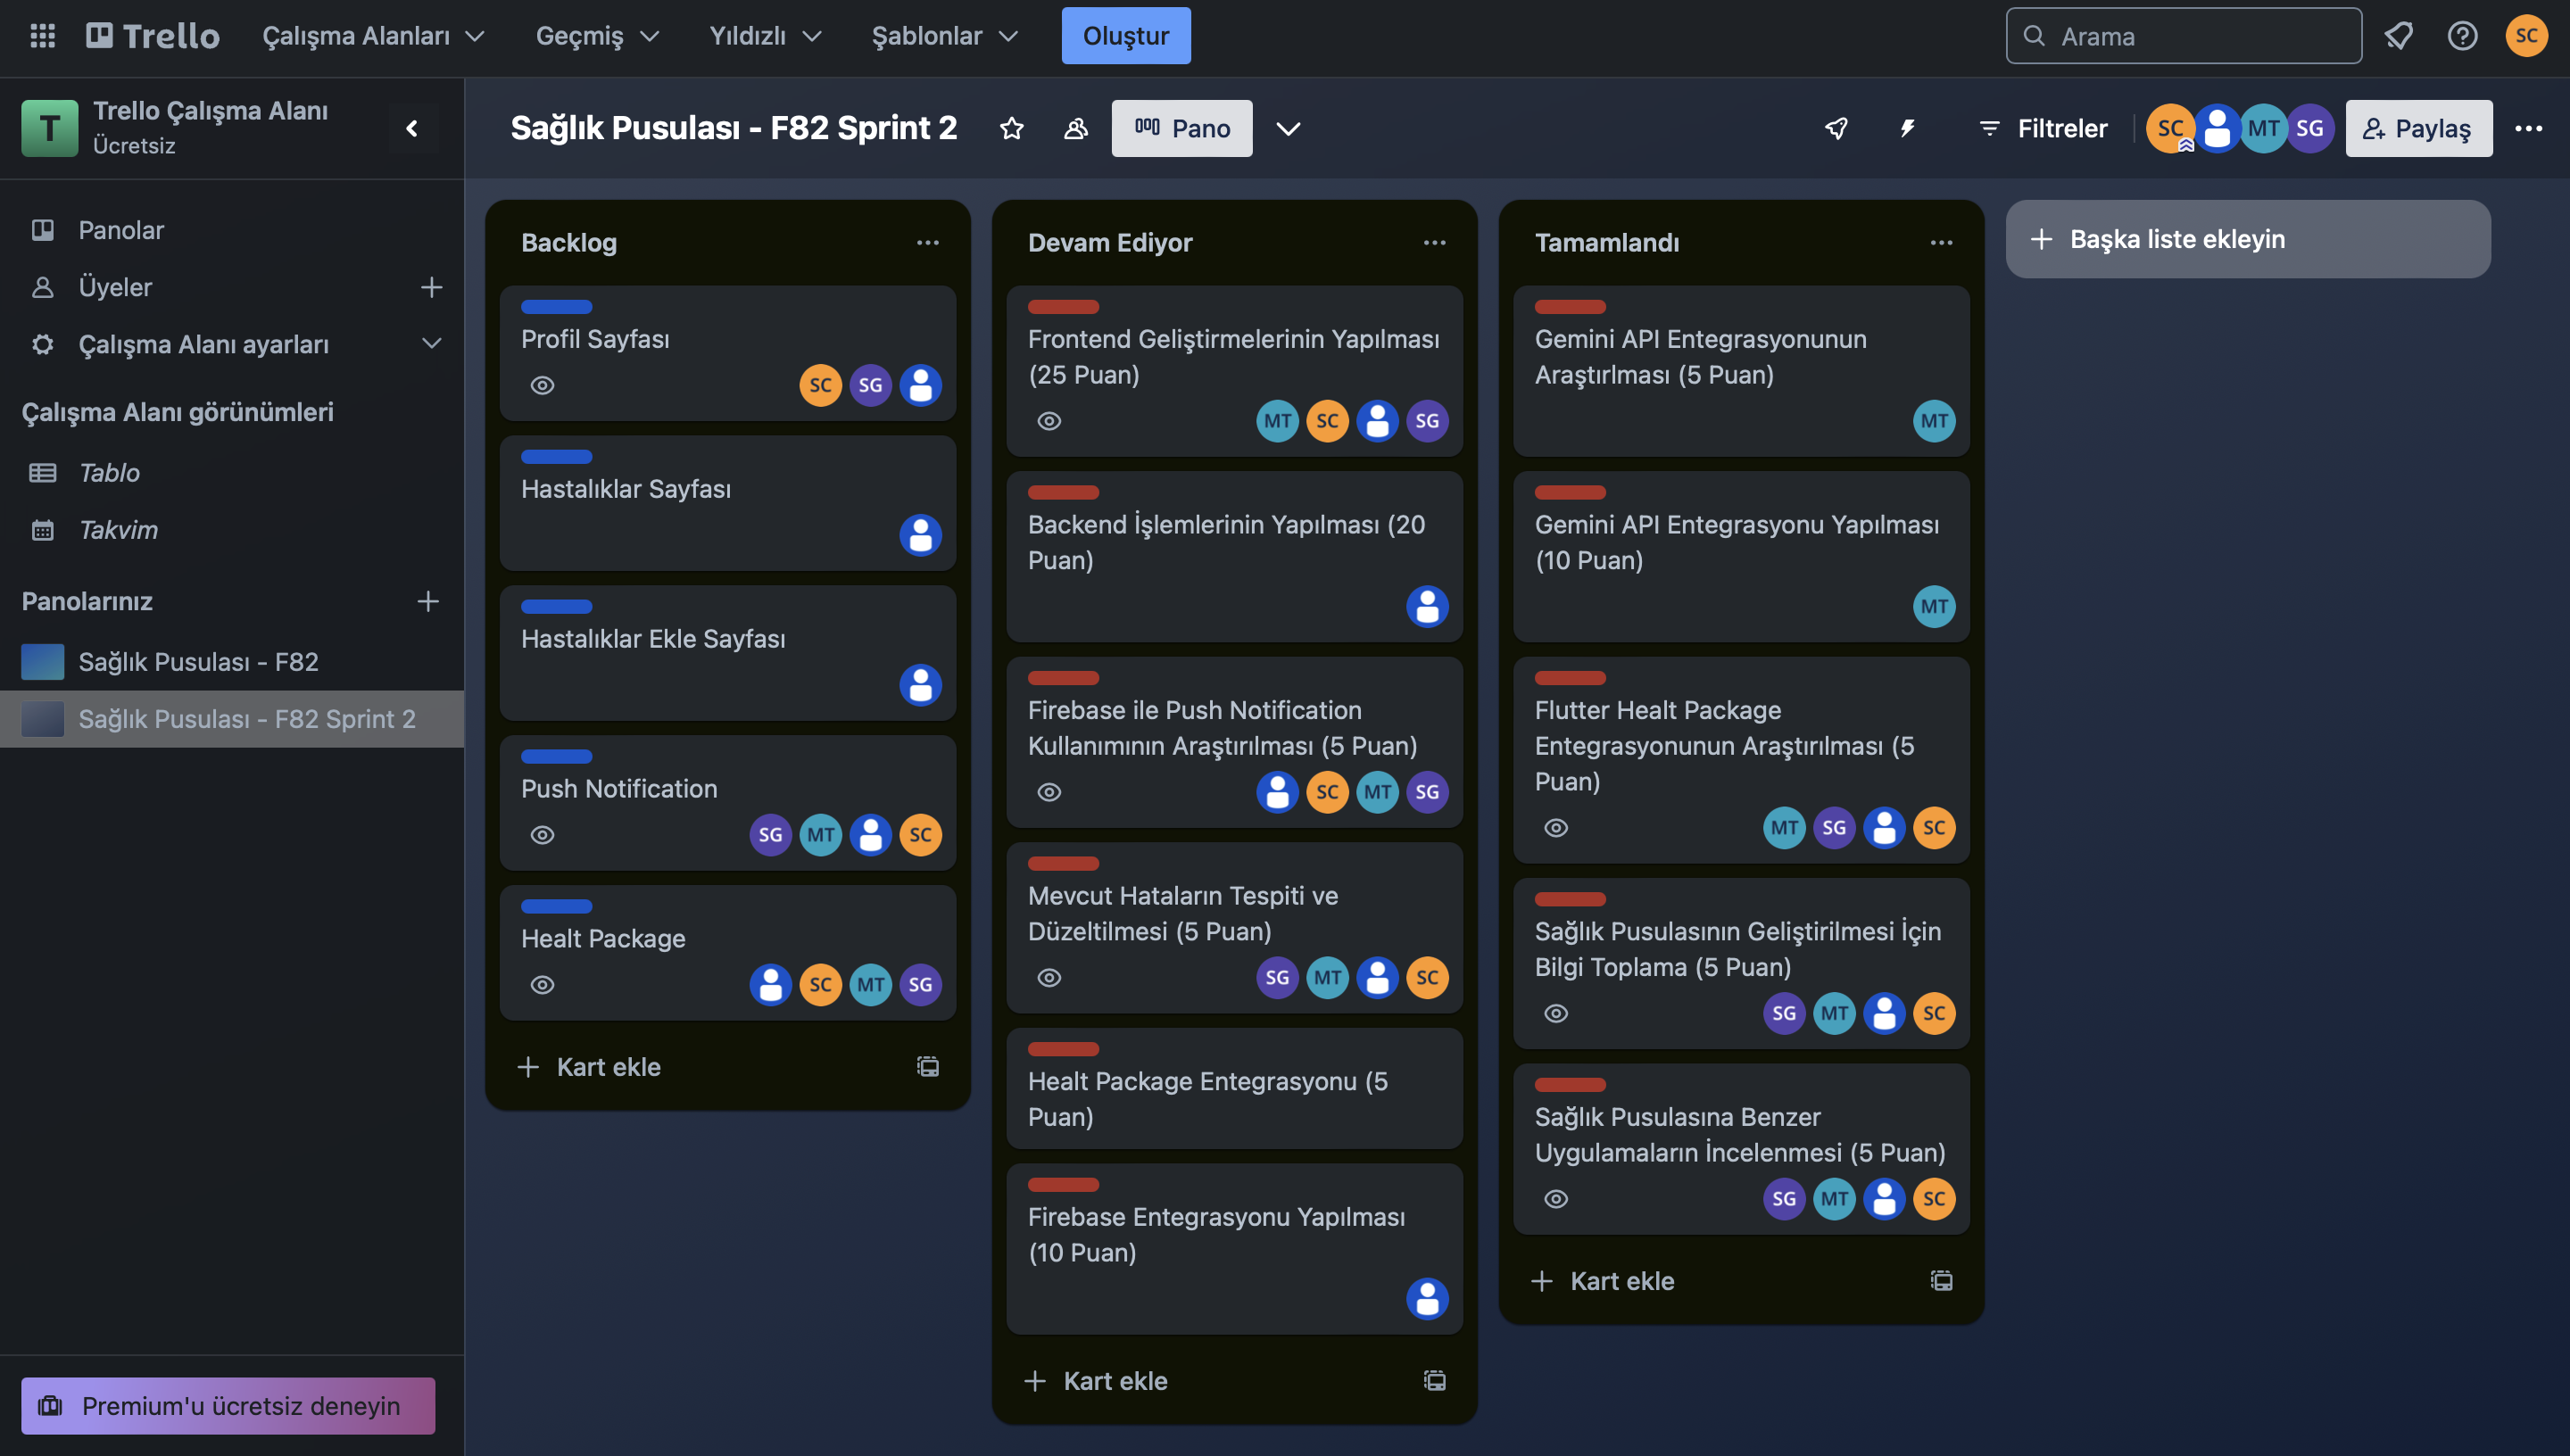 Trello
Çalışma Alanları
Geçmiş
Yıldızlı
Şablonlar
Oluştur
Arama
SC
T
Trello Çalışma Alanı
Ücretsiz
Panolar
Üyeler
Çalışma Alanı ayarları
Çalışma Alanı görünümleri
Tablo
Takvim
Panolarınız
Sağlık Pusulası - F82
Sağlık Pusulası - F82 Sprint 2
Premium'u ücretsiz deneyin
Sağlık Pusulası - F82 Sprint 2
Pano
Filtreler
SC
MT
SG
Paylaş
Backlog
Profil Sayfası
SC
SG
Hastalıklar Sayfası
Hastalıklar Ekle Sayfası
Push Notification
SG
MT
SC
Healt Package
SC
MT
SG
Kart ekle
Devam Ediyor
Frontend Geliştirmelerinin Yapılması
(25 Puan)
MT
SC
SG
Backend İşlemlerinin Yapılması (20
Puan)
Firebase ile Push Notification
Kullanımının Araştırılması (5 Puan)
SC
MT
SG
Mevcut Hataların Tespiti ve
Düzeltilmesi (5 Puan)
SG
MT
SC
Healt Package Entegrasyonu (5
Puan)
Firebase Entegrasyonu Yapılması
(10 Puan)
Kart ekle
Tamamlandı
Gemini API Entegrasyonunun
Araştırlması (5 Puan)
MT
Gemini API Entegrasyonu Yapılması
(10 Puan)
MT
Flutter Healt Package
Entegrasyonunun Araştırılması (5
Puan)
MT
SG
SC
Sağlık Pusulasının Geliştirilmesi İçin
Bilgi Toplama (5 Puan)
SG
MT
SC
Sağlık Pusulasına Benzer
Uygulamaların İncelenmesi (5 Puan)
SG
MT
SC
Kart ekle
Başka liste ekleyin